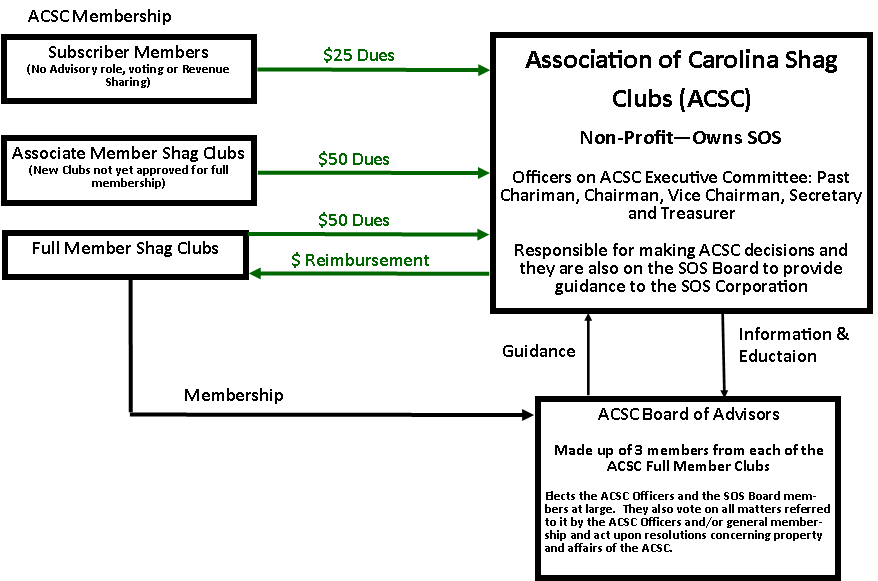 ACSC Membership
Subscriber Members
(No Advisory role, voting or Revenue
Sharing)
$25 Dues
Associate Member Shag Clubs
(New Clubs not yet approved for full
membership)
$50 Dues
Full Member Shag Clubs
$50 Dues
$ Reimbursement
Association of Carolina Shag
Clubs (ACSC)
Non-Profit—Owns SOS
Officers on ACSC Executive Committee: Past
Chariman, Chairman, Vice Chairman, Secretary
and Treasurer
Responsible for making ACSC decisions and
they are also on the SOS Board to provide
guidance to the SOS Corporation
Guidance
Information &
Eductaion
Membership
ACSC Board of Advisors
Made up of 3 members from each of the
ACSC Full Member Clubs
Elects the ACSC Officers and the SOS Board mem-
bers at large.  They also vote on all matters referred
to it by the ACSC Officers and/or general member-
ship and act upon resolutions concerning property
and affairs of the ACSC.